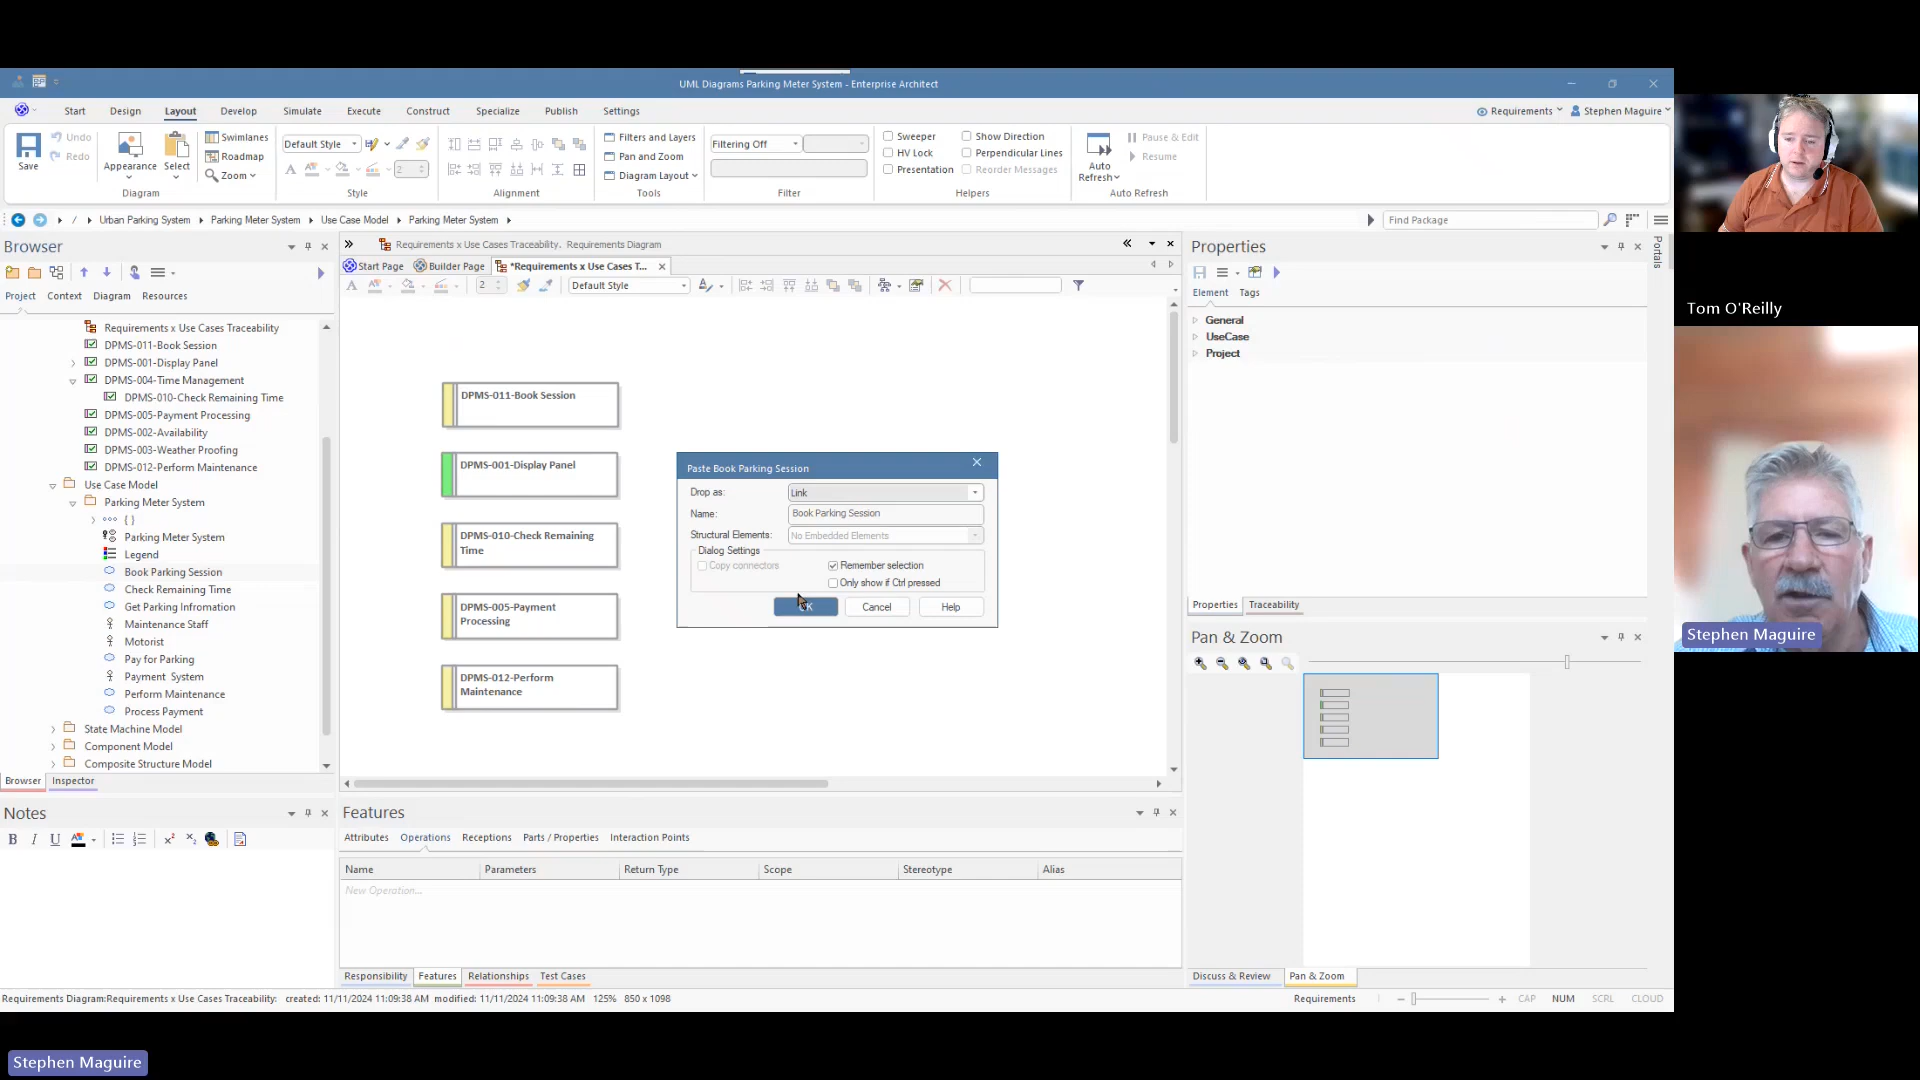 UML Diagrams Parking Meter System - Enterprise Architect
Start Design Layout Develop Simulate Execute Construct Specialize Publish Settings
Requirements Stephen Maguire
Save Undo Redo Appearance Select Swimlanes Roadmap Zoom
Diagram
Default Style
2
Style
Alignment
Filters and Layers
Pan and Zoom
Diagram Layout
Tools
Filtering Off
Filter
Sweeper Show Direction
HV Lock Perpendicular Lines
Presentation Reorder Messages
Helpers
Auto Refresh
Pause & Edit
Resume
Auto Refresh
/ Urban Parking System Parking Meter System Use Case Model Parking Meter System
Find Package
Portals
Browser
Project Context Diagram Resources
Requirements x Use Cases Traceability
DPMS-011-Book Session
DPMS-001-Display Panel
DPMS-004-Time Management
DPMS-010-Check Remaining Time
DPMS-005-Payment Processing
DPMS-002-Availability
DPMS-003-Weather Proofing
DPMS-012-Perform Maintenance
Use Case Model
Parking Meter System
{ }
Parking Meter System
Legend
Book Parking Session
Check Remaining Time
Get Parking Infromation
Maintenance Staff
Motorist
Pay for Parking
Payment System
Perform Maintenance
Process Payment
State Machine Model
Component Model
Composite Structure Model
Browser Inspector
Notes
B I U
Requirements x Use Cases Traceability. Requirements Diagram
Start Page Builder Page *Requirements x Use Cases T...
2 Default Style
DPMS-011-Book Session
DPMS-001-Display Panel
DPMS-010-Check Remaining
Time
DPMS-005-Payment
Processing
DPMS-012-Perform
Maintenance
Paste Book Parking Session
Drop as: Link
Name: Book Parking Session
Structural Elements: No Embedded Elements
Dialog Settings
Copy connectors Remember selection
Only show if Ctrl pressed
Cancel Help
Features
Attributes Operations Receptions Parts / Properties Interaction Points
Name Parameters Return Type Scope Stereotype Alias
New Operation...
Responsibility Features Relationships Test Cases
Properties
Element Tags
General
UseCase
Project
Properties Traceability
Pan & Zoom
Discuss & Review Pan & Zoom
Requirements Diagram:Requirements x Use Cases Traceability: created: 11/11/2024 11:09:38 AM modified: 11/11/2024 11:09:38 AM 125% 850 x 1098
Requirements CAP NUM SCRL CLOUD
Tom O'Reilly
Stephen Maguire
Stephen Maguire